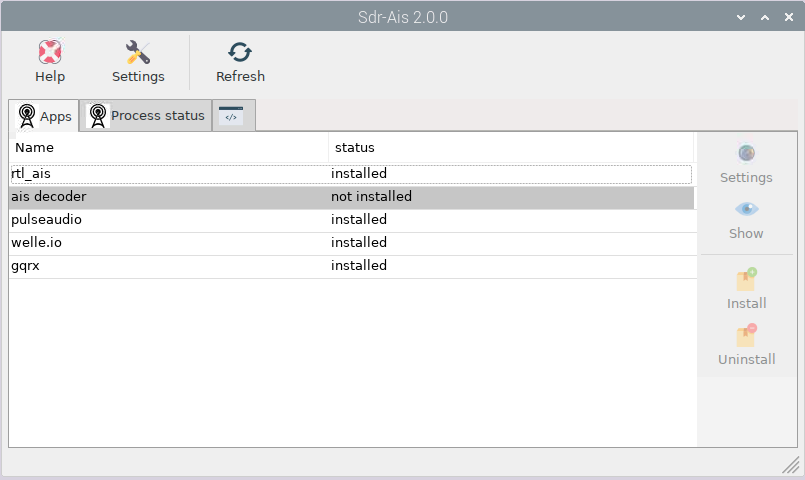 Sdr-Ais 2.0.0
Help Settings Refresh
Apps Process status </>
Name status
rtl_ais installed
ais decoder not installed
pulseaudio installed
welle.io installed
gqrx installed
Settings
Show
Install
Uninstall